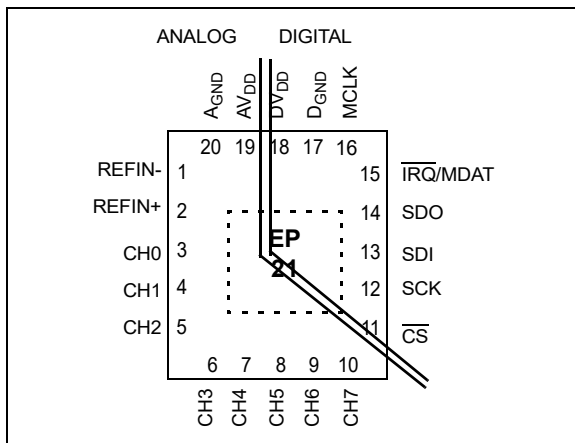 ANALOG DIGITAL
AGND AVDD DVDD DGND MCLK
20 19 18 17 16
REFIN- 1 15 IRQ/MDAT
REFIN+ 2 14 SDO
EP
CH0 3 13 SDI
21
CH1 4 12 SCK
CH2 5 11 CS
6 7 8 9 10
CH3 CH4 CH5 CH6 CH7